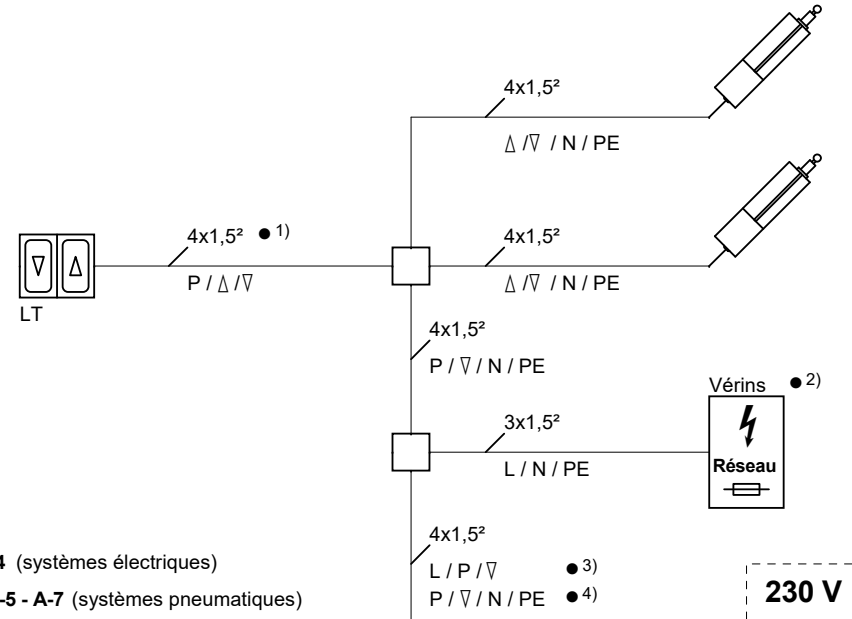 4x1,5²
△ /▽ / N / PE
4x1,5² ● 1)
P / △ /▽
4x1,5²
△ /▽ / N / PE
▽ △
LT
4x1,5²
P / ▽ / N / PE
Vérins ● 2)
3x1,5²
L / N / PE
Réseau
4x1,5²
4 (systèmes électriques)
L / P / ▽ ● 3)
-5 - A-7 (systèmes pneumatiques)
P / ▽ / N / PE ● 4)
230 V